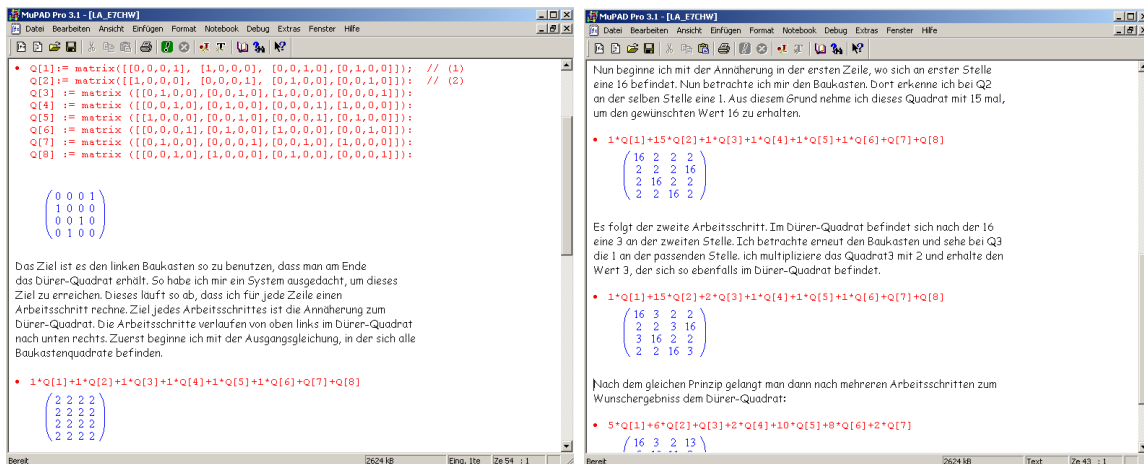 MuPAD Pro 3.1 - [LA_E7CHW]
Datei Bearbeiten Ansicht Einfügen Format Notebook Debug Extras Fenster Hilfe
• Q[1]:= matrix([[0,0,0,1], [1,0,0,0], [0,0,1,0],[0,1,0,0]]); // (1)
Q[2]:=matrix([[1,0,0,0], [0,0,0,1], [0,1,0,0],[0,0,1,0]]): // (2)
Q[3] := matrix ([[0,1,0,0],[0,0,1,0],[1,0,0,0],[0,0,0,1]]):
Q[4] := matrix ([[0,0,1,0],[0,1,0,0],[0,0,0,1],[1,0,0,0]]):
Q[5] := matrix ([[1,0,0,0],[0,0,1,0],[0,0,0,1],[0,1,0,0]]):
Q[6] := matrix ([[0,0,0,1],[0,1,0,0],[1,0,0,0],[0,0,1,0]]):
Q[7] := matrix ([[0,1,0,0],[0,0,0,1],[0,0,1,0],[1,0,0,0]]):
Q[8] := matrix ([[0,0,1,0],[1,0,0,0],[0,1,0,0],[0,0,0,1]]):
0 0 0 1
1 0 0 0
0 0 1 0
0 1 0 0
Das Ziel ist es den linken Baukasten so zu benutzen, dass man am Ende
das Dürer-Quadrat erhält. So habe ich mir ein System ausgedacht, um dieses
Ziel zu erreichen. Dieses läuft so ab, dass ich für jede Zeile einen
Arbeitsschritt rechne. Ziel jedes Arbeitsschrittes ist die Annäherung zum
Dürer-Quadrat. Die Arbeitsschritte verlaufen von oben links im Dürer-Quadrat
nach unten rechts. Zuerst beginne ich mit der Ausgangsgleichung, in der sich alle
Baukastenquadrate befinden.
• 1*Q[1]+1*Q[2]+1*Q[3]+1*Q[4]+1*Q[5]+1*Q[6]+Q[7]+Q[8]
2 2 2 2
2 2 2 2
2 2 2 2
2 2 2 2
Bereit 2624 kB Eing, 1te Ze 54 : 1
MuPAD Pro 3.1 - [LA_E7CHW]
Datei Bearbeiten Ansicht Einfügen Format Notebook Debug Extras Fenster Hilfe
Nun beginne ich mit der Annäherung in der ersten Zeile, wo sich an erster Stelle
eine 16 befindet. Nun betrachte ich mir den Baukasten. Dort erkenne ich bei Q2
an der selben Stelle eine 1. Aus diesem Grund nehme ich dieses Quadrat mit 15 mal,
um den gewünschten Wert 16 zu erhalten.
• 1*Q[1]+15*Q[2]+1*Q[3]+1*Q[4]+1*Q[5]+1*Q[6]+Q[7]+Q[8]
16 2 2 2
2 2 2 16
2 16 2 2
2 2 16 2
Es folgt der zweite Arbeitsschritt. Im Dürer-Quadrat befindet sich nach der 16
eine 3 an der zweiten Stelle. Ich betrachte erneut den Baukasten und sehe bei Q3
die 1 an der passenden Stelle. ich multipliziere das Quadrat3 mit 2 und erhalte den
Wert 3, der sich so ebenfalls im Dürer-Quadrat befindet.
• 1*Q[1]+15*Q[2]+2*Q[3]+1*Q[4]+1*Q[5]+1*Q[6]+Q[7]+Q[8]
16 3 2 2
2 2 3 16
3 16 2 2
2 2 16 3
Nach dem gleichen Prinzip gelangt man dann nach mehreren Arbeitsschritten zum
Wunschergebniss dem Dürer-Quadrat:
• 5*Q[1]+6*Q[2]+Q[3]+2*Q[4]+10*Q[5]+8*Q[6]+2*Q[7]
16 3 2 13
Bereit 2624 kB Text Ze 43 : 1